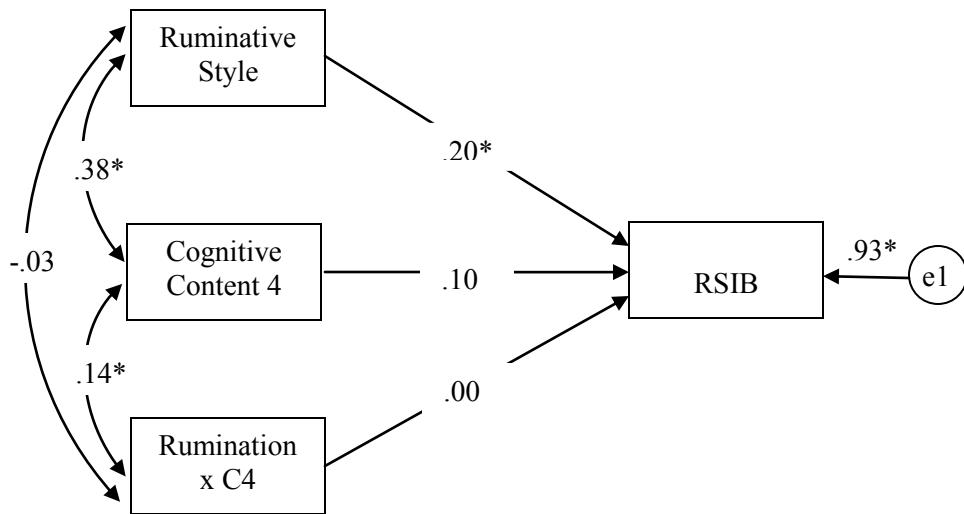 Ruminative
Style
.38*
.20*
-.03
Cognitive
Content 4
.10
RSIB
.93*
e1
.14*
.00
Rumination
x C4